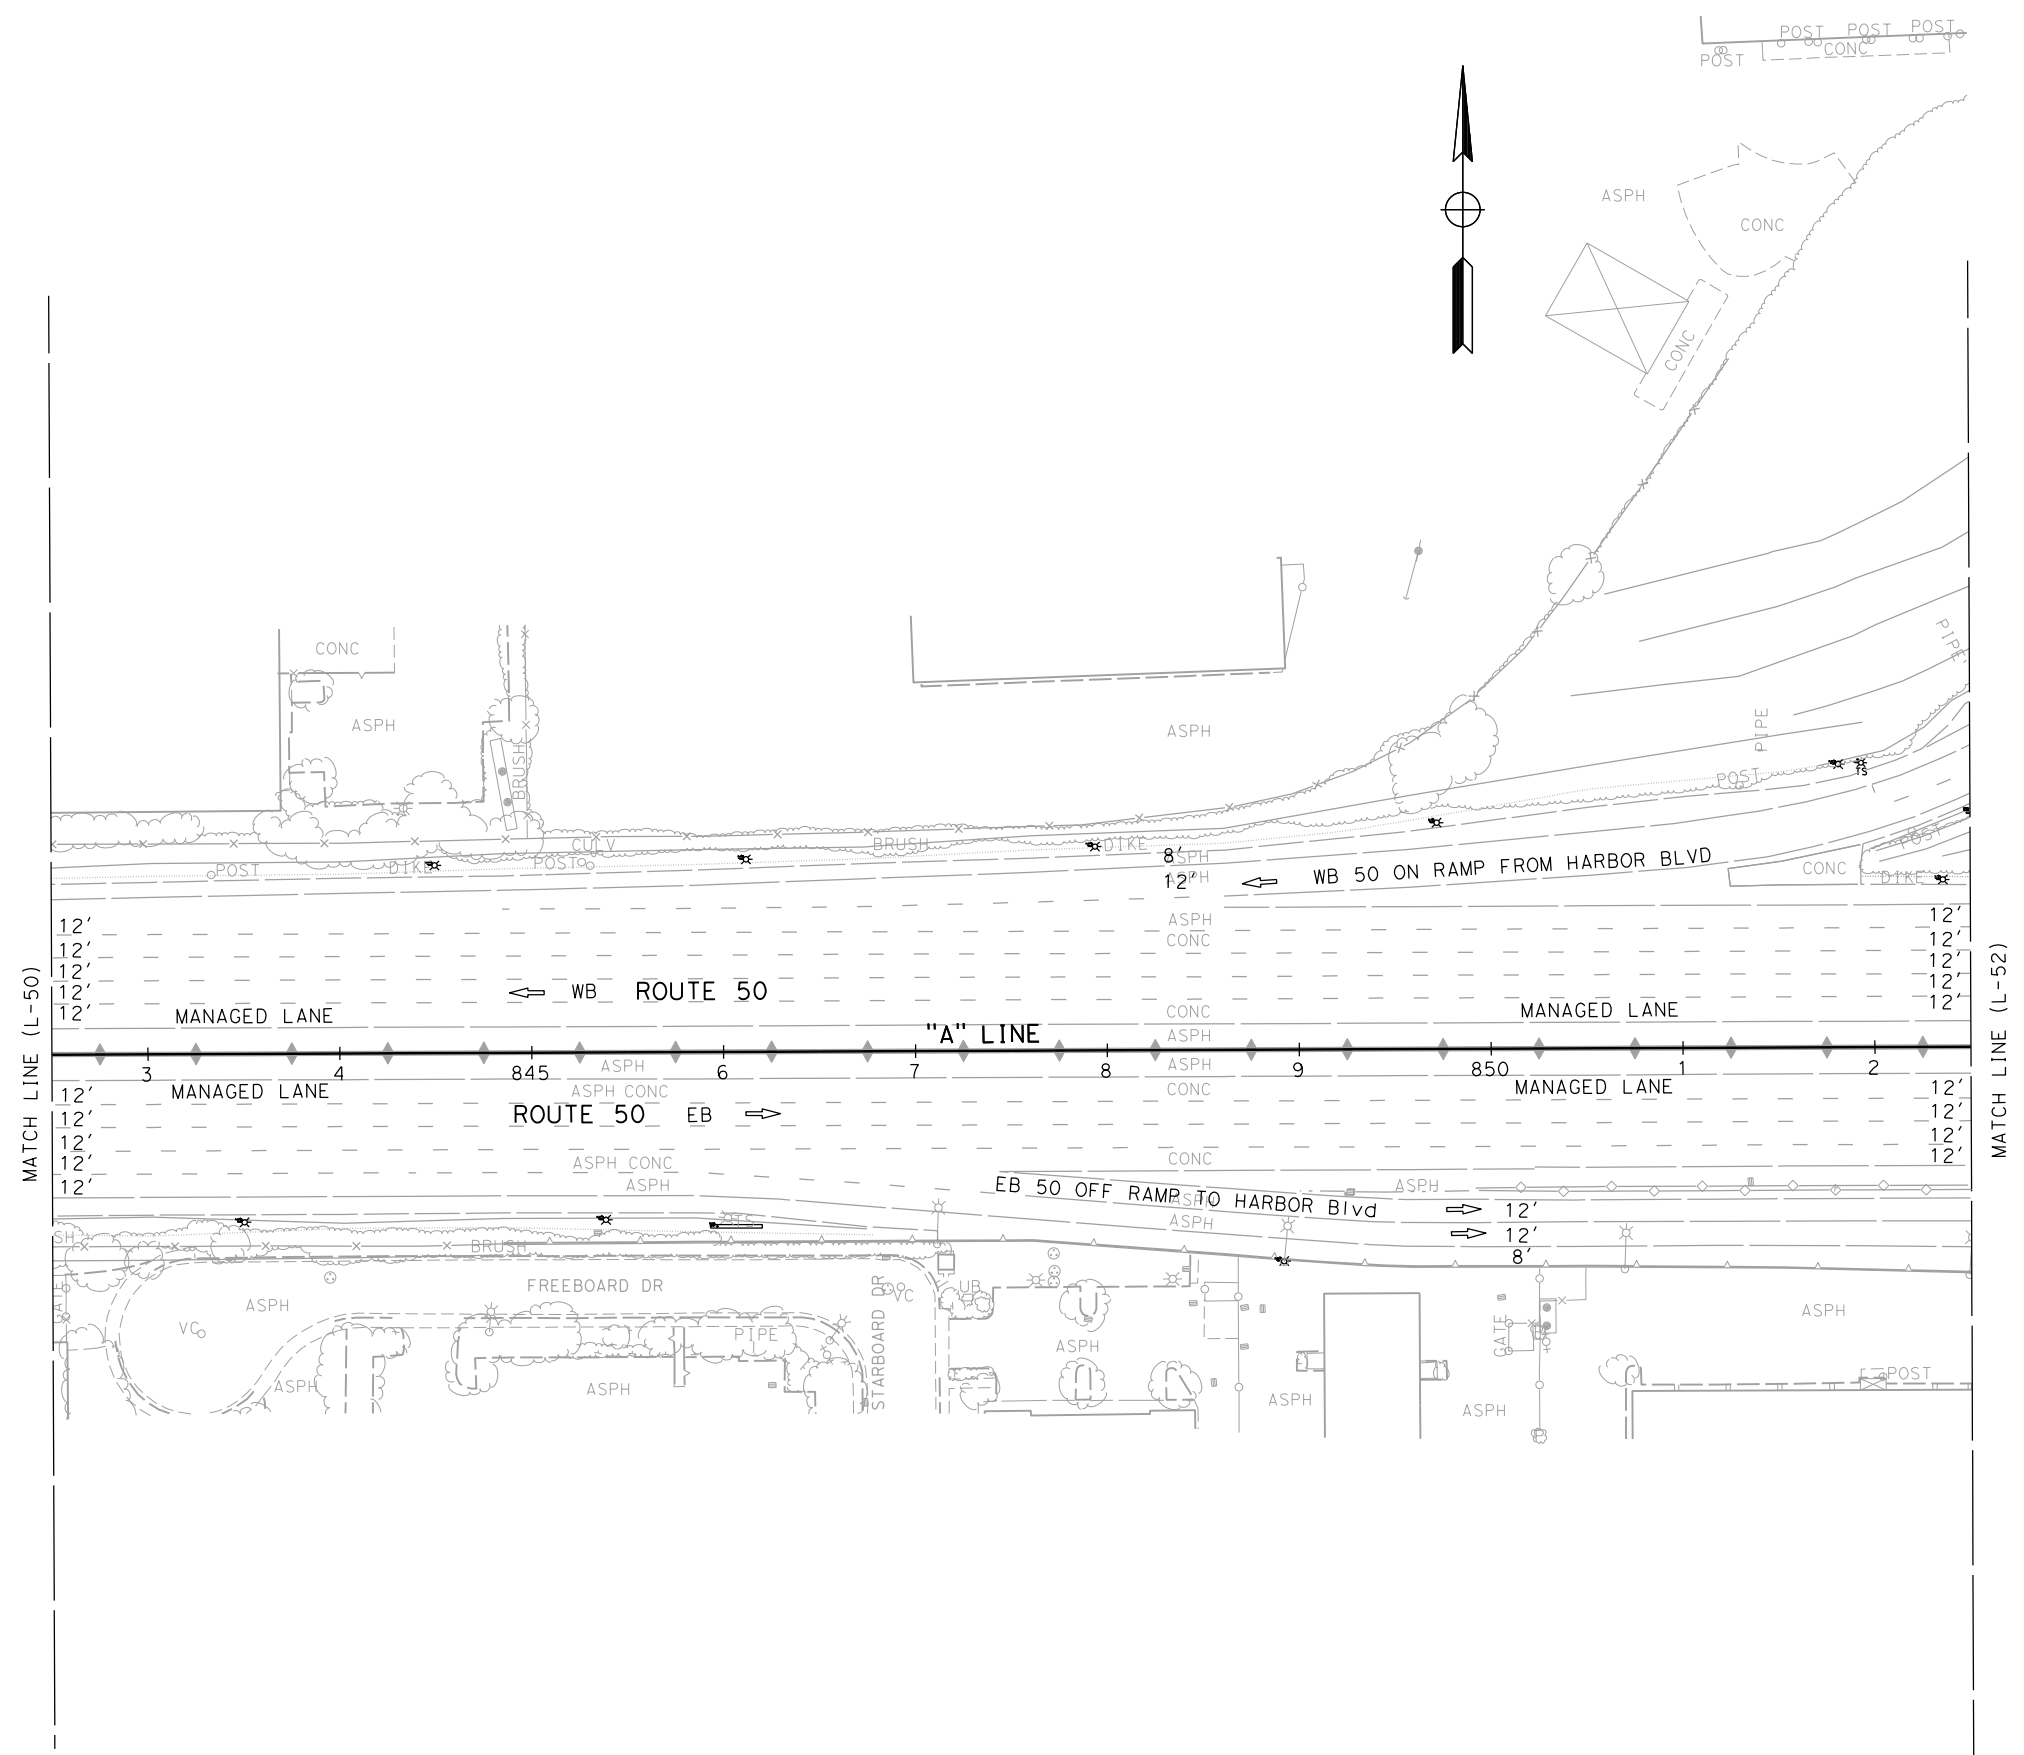 POST POST POST
POST CONC
ASPH
CONC
CONC
PIPE
CONC
ASPH
BRUSH
ASPH
PIPE
POST
fs
CULV
BRUSH
DIKE
8'
ASPH
POST
DIKE
POST
POST
WB 50 ON RAMP FROM HARBOR BLVD
CONC
DIKE
12'
ASPH
12'
ASPH
12'
12'
CONC
12'
12'
12'
12'
WB ROUTE 50
12'
12'
MANAGED LANE
CONC
MANAGED LANE
12'
"A" LINE
ASPH
MATCH LINE (L-50)
MATCH LINE (L-52)
3 4 845 6 7 8 9 850 1 2
ASPH
ASPH
12'
MANAGED LANE
ASPH CONC
CONC
MANAGED LANE
12'
12'
ROUTE 50 EB
12'
12'
12'
12'
ASPH CONC
CONC
12'
12'
ASPH
EB 50 OFF RAMP TO HARBOR Blvd
ASPH
ASPH
12'
ASPH
12'
8'
SH
BRUSH
FREEBOARD DR
STARBOARD DR
VC
UB
ASPH
VC
PIPE
ASPH
GATE
ASPH
ASPH
ASPH
ASPH
ASPH
POST